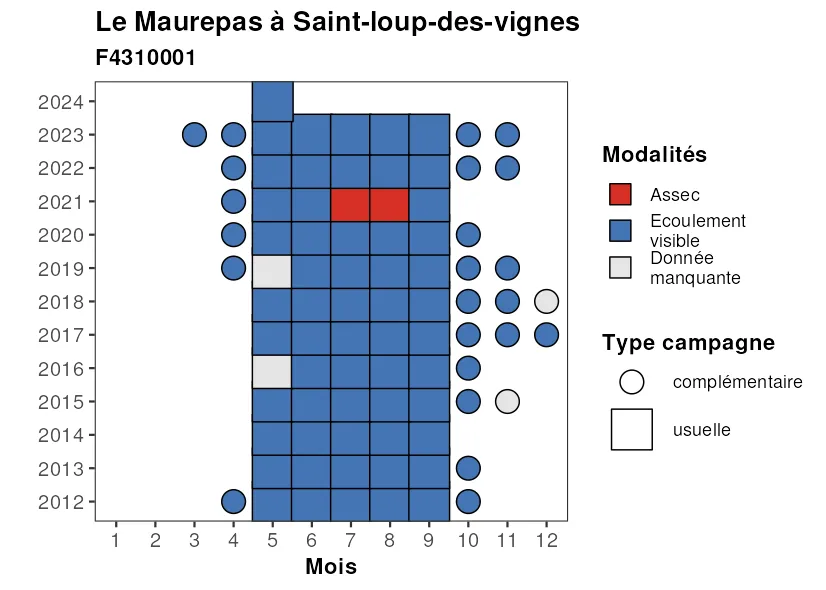 Le Maurepas à Saint-loup-des-vignes
F4310001
2024
2023
2022
2021
2020
2019
2018
2017
2016
2015
2014
2013
2012
1 2 3 4 5 6 7 8 9 10 11 12
Mois
Modalités
Assec
Ecoulement
visible
Donnée
manquante
Type campagne
complémentaire
usuelle